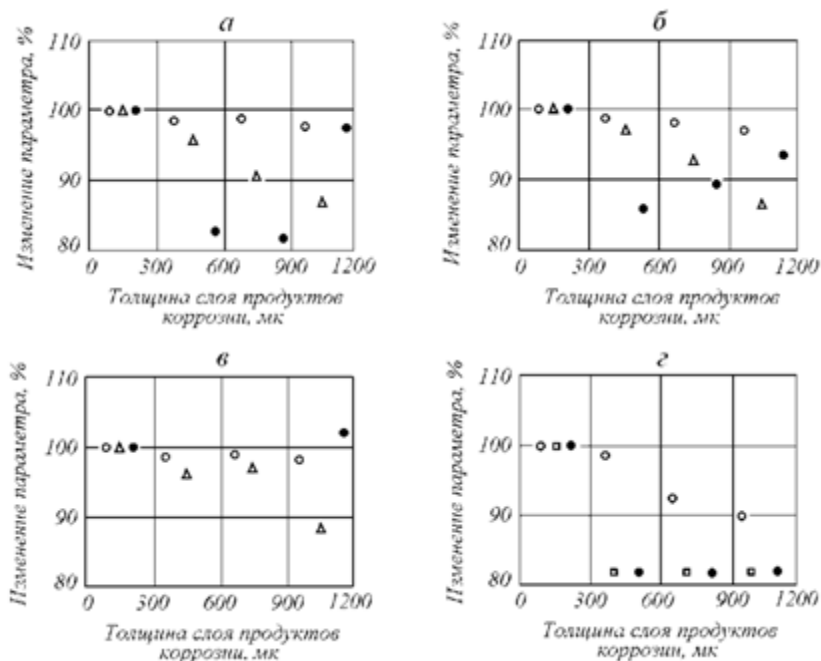 а
Изменение параметра, %
110
100
90
80
0 300 600 900 1200
Толщина слоя продуктов
коррозии, мк
б
Изменение параметра, %
110
100
90
80
0 300 600 900 1200
Толщина слоя продуктов
коррозии, мк
в
Изменение параметра, %
110
100
90
80
0 300 600 900 1200
Толщина слоя продуктов
коррозии, мк
г
Изменение параметра, %
110
100
90
80
0 300 600 900 1200
Толщина слоя продуктов
коррозии, мк